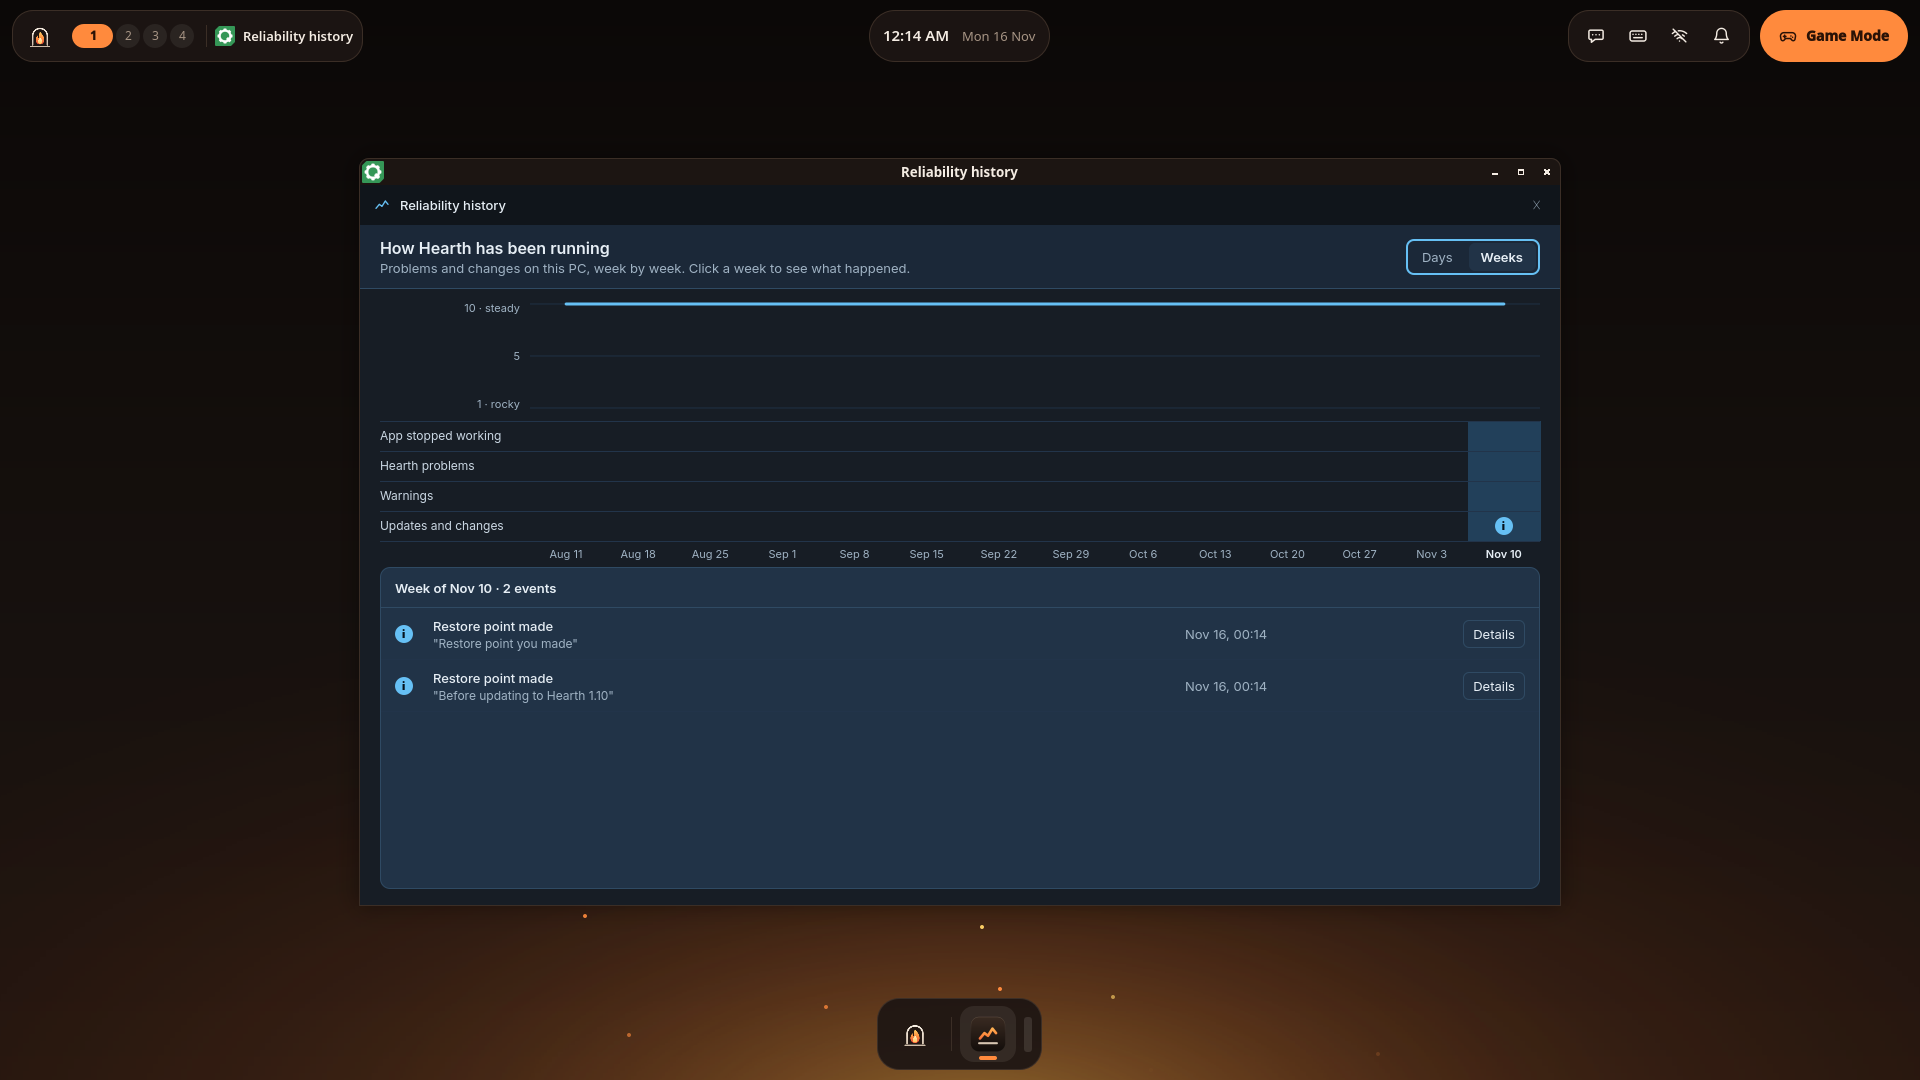 1 2 3 4 Reliability history
12:14 AM Mon 16 Nov
Game Mode
Reliability history
Reliability history X
How Hearth has been running
Problems and changes on this PC, week by week. Click a week to see what happened.
Days Weeks
10 · steady
5
1 · rocky
App stopped working
Hearth problems
Warnings
Updates and changes
Aug 11 Aug 18 Aug 25 Sep 1 Sep 8 Sep 15 Sep 22 Sep 29 Oct 6 Oct 13 Oct 20 Oct 27 Nov 3 Nov 10
Week of Nov 10 · 2 events
Restore point made
"Restore point you made"
Nov 16, 00:14
Details
Restore point made
"Before updating to Hearth 1.10"
Nov 16, 00:14
Details